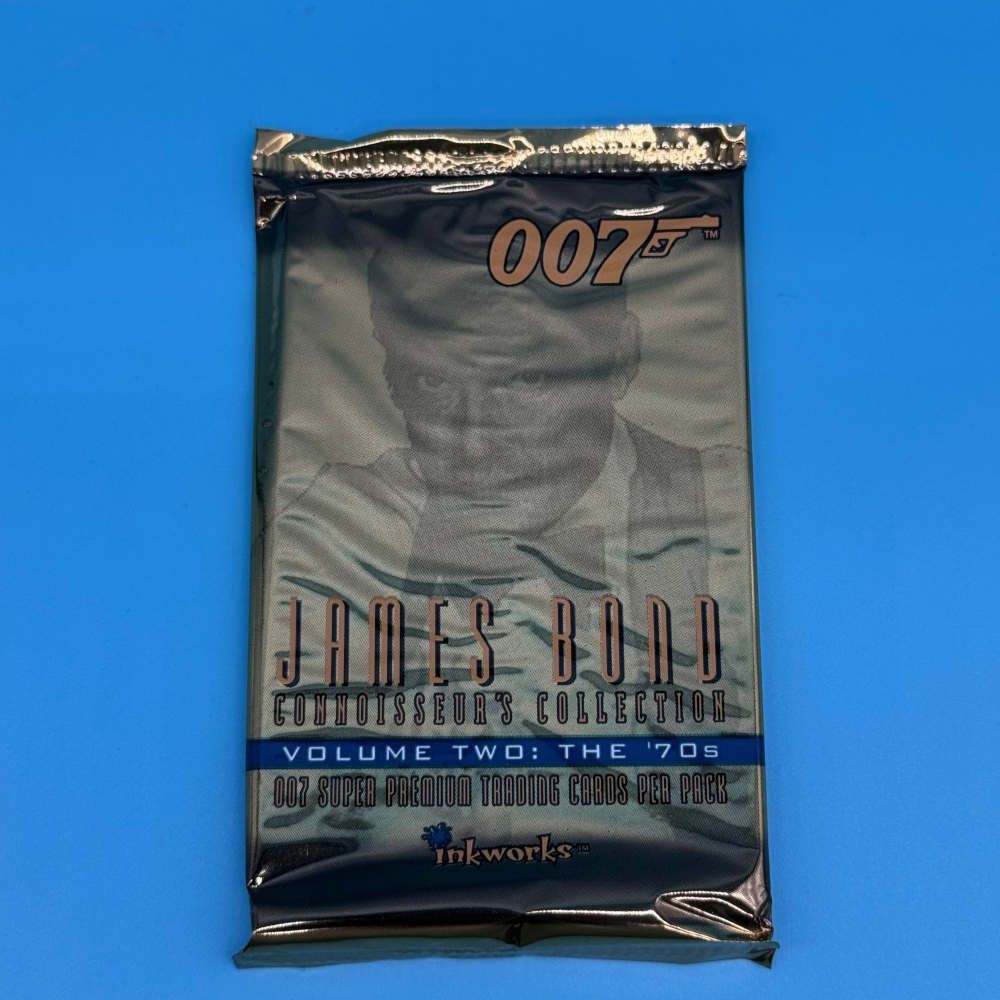 007™
JAMES BOND
CONNOISSEUR'S COLLECTION
VOLUME TWO: THE '70s
007 SUPER PREMIUM TRADING CARDS PER PACK
inkworks™